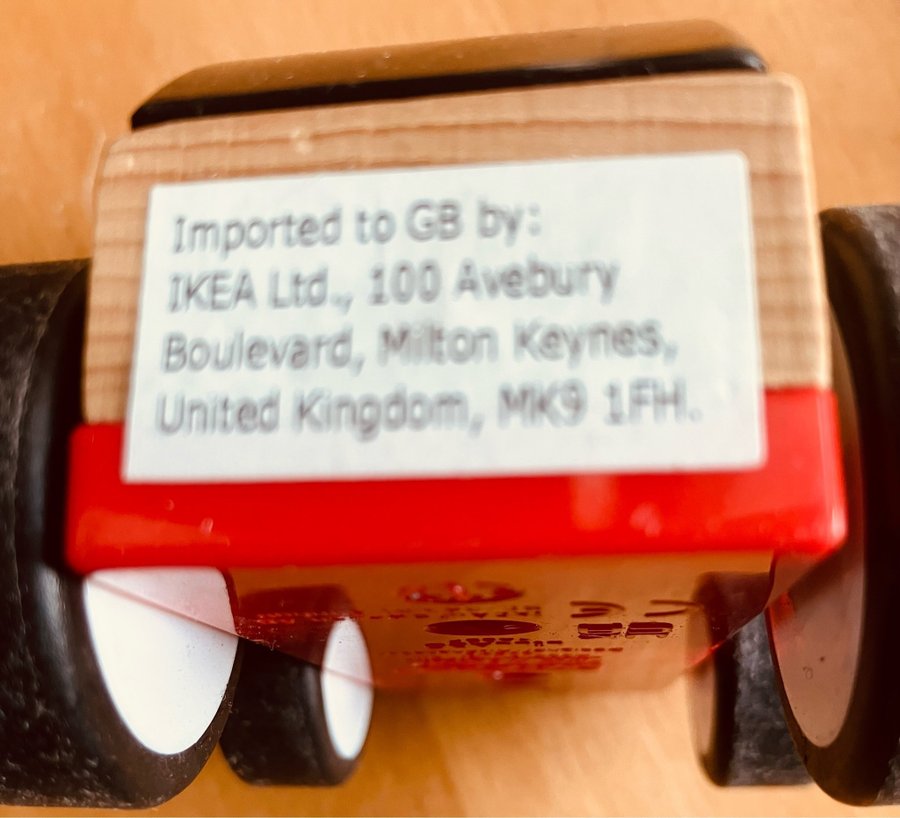 Imported to GB by:
IKEA Ltd., 100 Avebury
Boulevard, Milton Keynes,
United Kingdom, MK9 1FH.